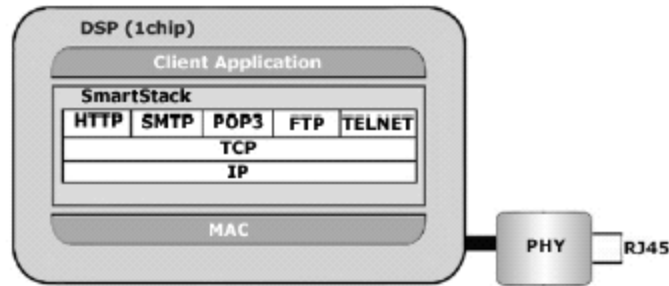 DSP (1chip)
Client Application
SmartStack
HTTP SMTP POP3 FTP TELNET
TCP
IP
MAC
PHY
RJ45